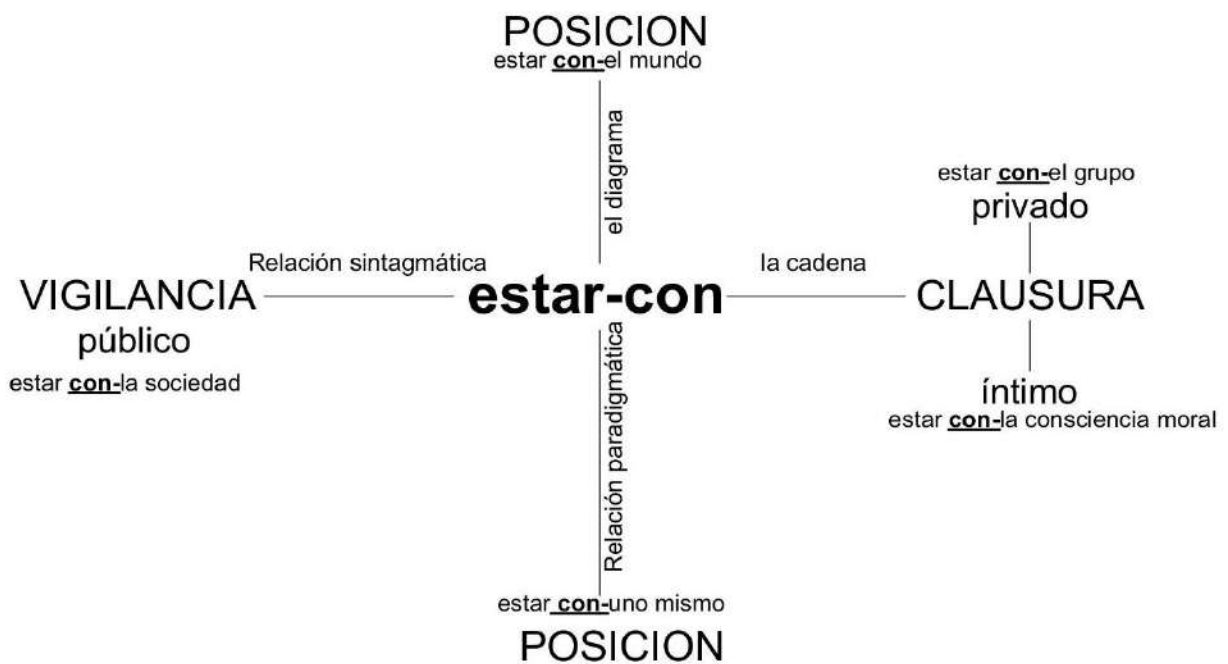 POSICION
estar con-el mundo
el diagrama
estar con-el grupo
privado
Relación sintagmática
la cadena
VIGILANCIA
estar-con
CLAUSURA
público
estar con-la sociedad
Relación paradigmática
íntimo
estar con-la consciencia moral
estar con-uno mismo
POSICION